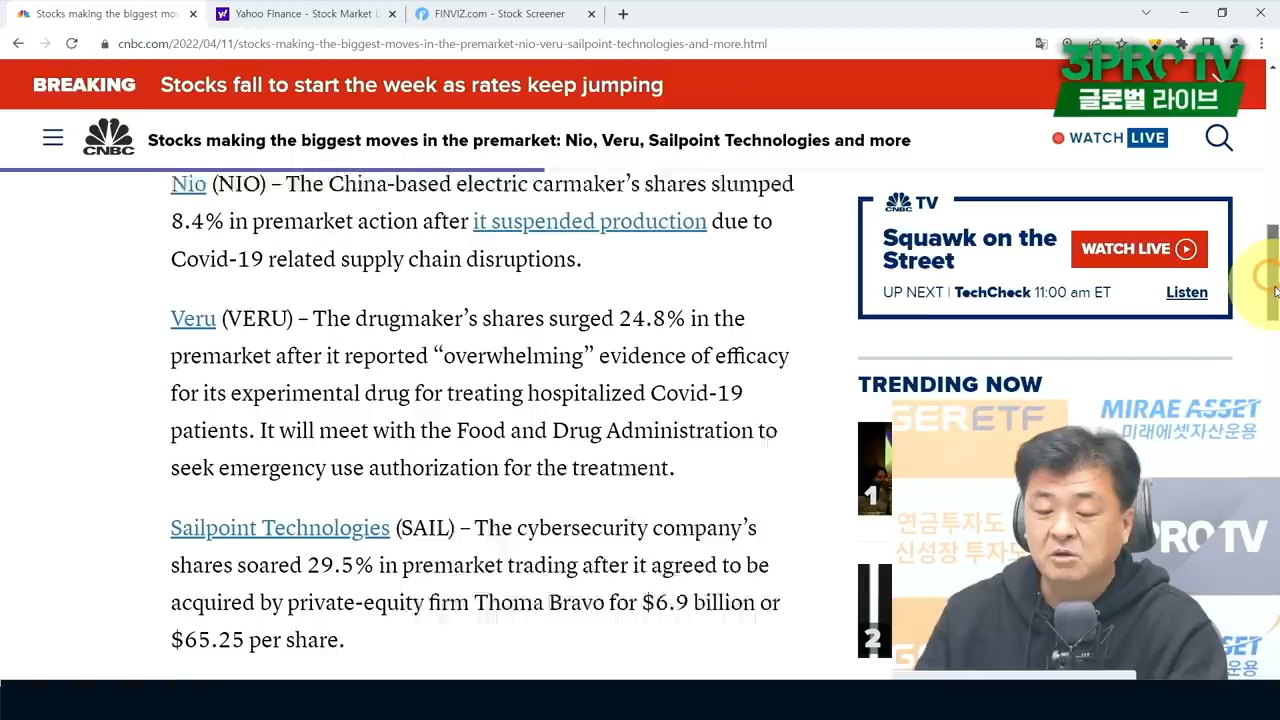 Stocks making the biggest mov
Yahoo Finance - Stock Market L
FINVIZ.com - Stock Screener
cnbc.com/2022/04/11/stocks-making-the-biggest-moves-in-the-premarket-nio-veru-sailpoint-technologies-and-more.html
3PRO TV
글로벌 라이브
BREAKING Stocks fall to start the week as rates keep jumping
CNBC
Stocks making the biggest moves in the premarket: Nio, Veru, Sailpoint Technologies and more
WATCH LIVE
Nio (NIO) – The China-based electric carmaker’s shares slumped
8.4% in premarket action after it suspended production due to
Covid-19 related supply chain disruptions.
Veru (VERU) – The drugmaker’s shares surged 24.8% in the
premarket after it reported “overwhelming” evidence of efficacy
for its experimental drug for treating hospitalized Covid-19
patients. It will meet with the Food and Drug Administration to
seek emergency use authorization for the treatment.
Sailpoint Technologies (SAIL) – The cybersecurity company’s
shares soared 29.5% in premarket trading after it agreed to be
acquired by private-equity firm Thoma Bravo for $6.9 billion or
$65.25 per share.
CNBC TV
Squawk on the
Street
WATCH LIVE
UP NEXT | TechCheck 11:00 am ET
Listen
TRENDING NOW
1
2
GERETF
MIRAE ASSET
미래에셋자산운용
연금투자도
신성장 투자도
PRO TV
SET
운용